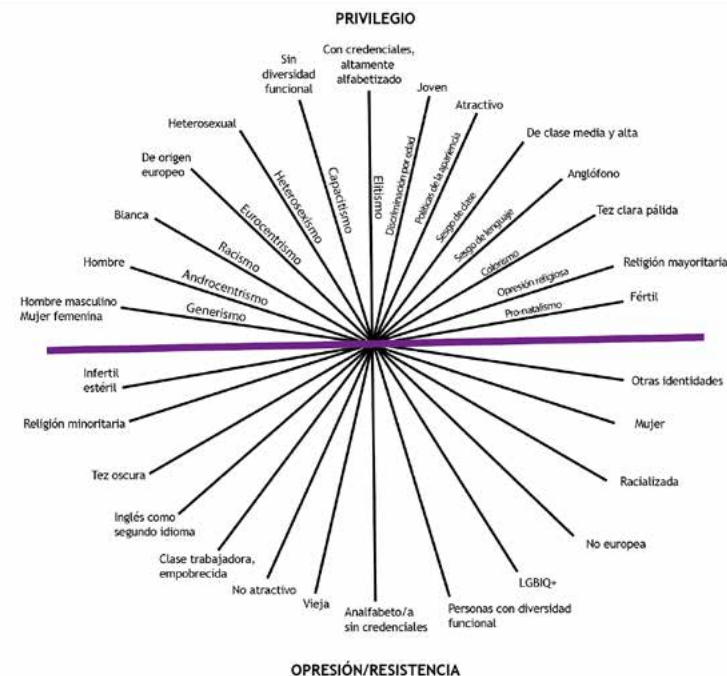 PRIVILEGIO
Con credenciales,
altamente
alfabetizado
Sin
diversidad
funcional
Joven
Atractivo
Heterosexual
De clase media y alta
De origen
europeo
Anglófono
Blanca
Tez clara pálida
Hombre
Religión mayoritaria
Hombre masculino
Mujer femenina
Fértil
Generismo
Androcentrismo
Racismo
Eurocentrismo
Heterosexismo
Capacitismo
Elitismo
Discriminación por edad
Políticas de la apariencia
Sesgo de clase
Sesgo de lenguaje
Colorismo
Opresión religiosa
Pro-natalismo
Infertil
estéril
Otras identidades
Religión minoritaria
Mujer
Tez oscura
Racializada
Inglés como
segundo idioma
No europea
Clase trabajadora,
empobrecida
LGBIQ+
No atractivo
Vieja
Analfabeto/a
sin credenciales
Personas con diversidad
funcional
OPRESIÓN/RESISTENCIA